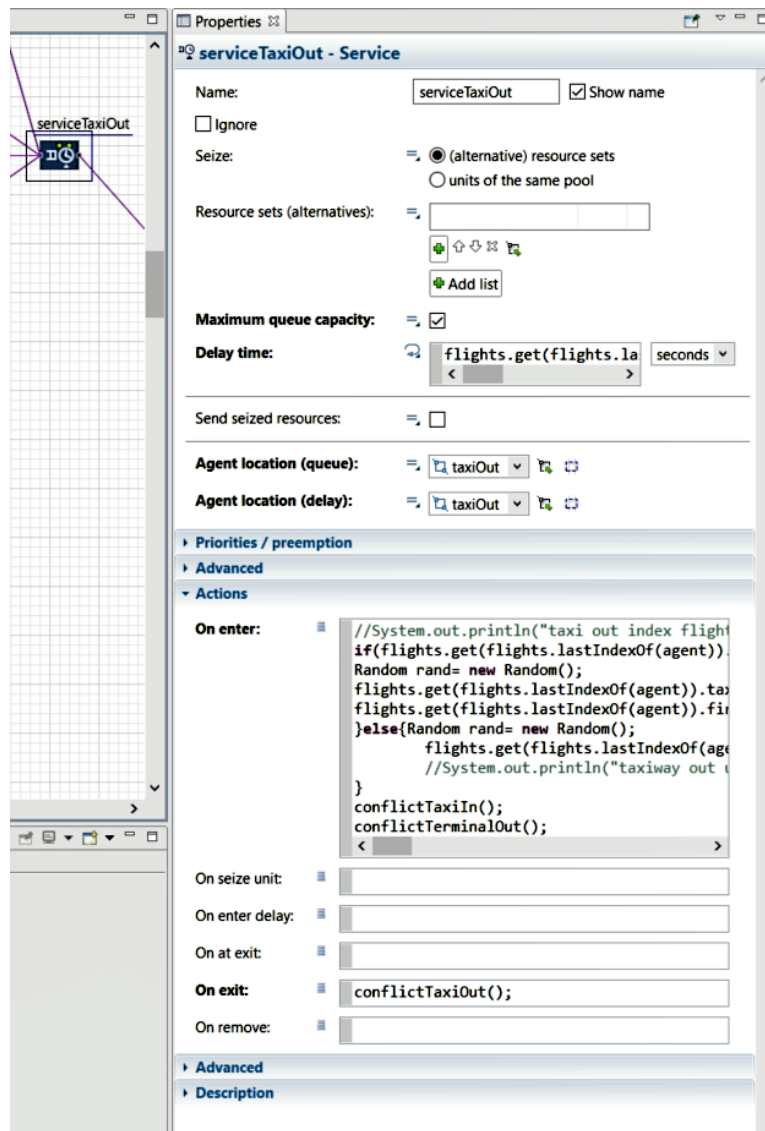 Properties
serviceTaxiOut - Service
serviceTaxiOut
Name:
serviceTaxiOut
Show name
Ignore
Seize:
(alternative) resource sets
units of the same pool
Resource sets (alternatives):
Add list
Maximum queue capacity:
Delay time:
flights.get(flights.la
seconds
Send seized resources:
Agent location (queue):
taxiOut
Agent location (delay):
taxiOut
Priorities / preemption
Advanced
Actions
On enter:
//System.out.println("taxi out index flight
if(flights.get(flights.lastIndexOf(agent)).
Random rand= new Random();
flights.get(flights.lastIndexOf(agent)).tax
flights.get(flights.lastIndexOf(agent)).fir
}else{Random rand= new Random();
flights.get(flights.lastIndexOf(age
//System.out.println("taxiway out u
}
conflictTaxiIn();
conflictTerminalOut();
On seize unit:
On enter delay:
On at exit:
On exit:
conflictTaxiOut();
On remove:
Advanced
Description